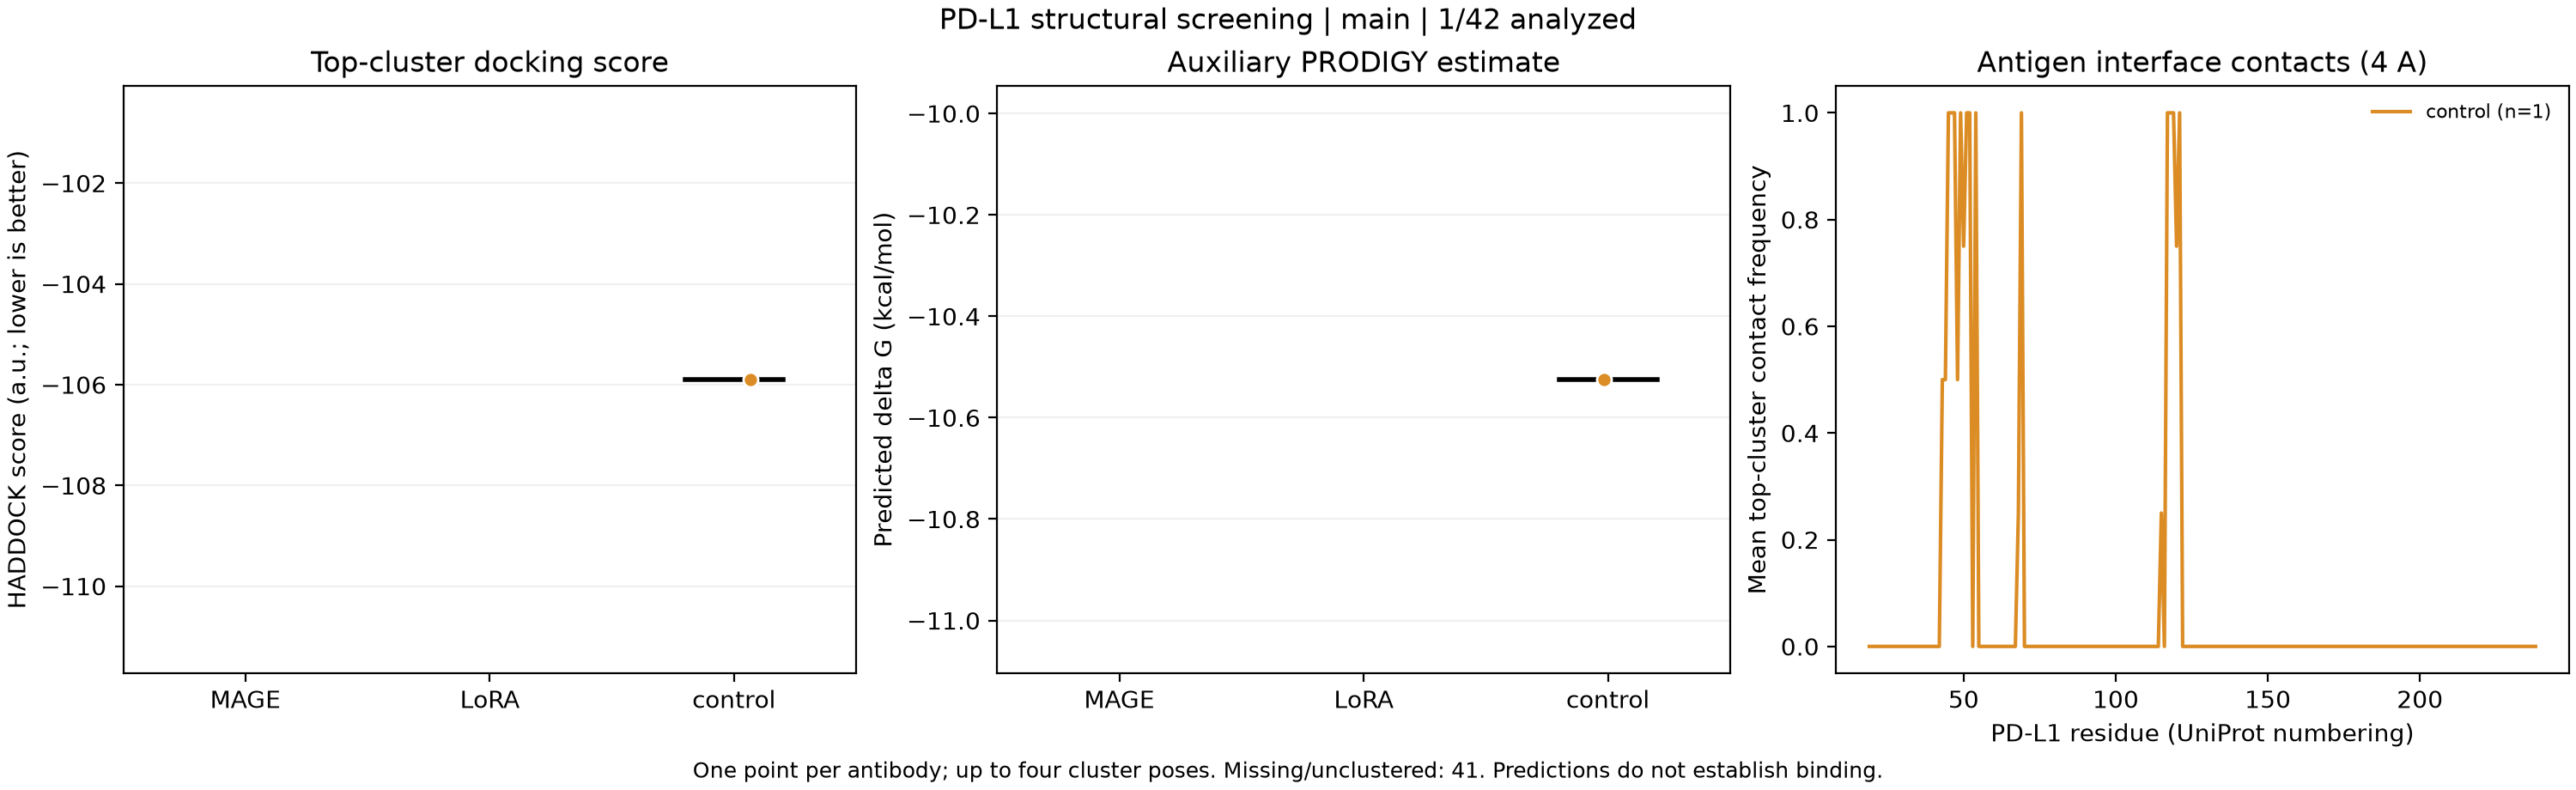 PD-L1 structural screening | main | 1/42 analyzed
Top-cluster docking score
HADDOCK score (a.u.; lower is better)
−102
−104
−106
−108
−110
MAGE
LoRA
control
Auxiliary PRODIGY estimate
Predicted delta G (kcal/mol)
−10.0
−10.2
−10.4
−10.6
−10.8
−11.0
MAGE
LoRA
control
Antigen interface contacts (4 A)
Mean top-cluster contact frequency
1.0
0.8
0.6
0.4
0.2
0.0
control (n=1)
50
100
150
200
PD-L1 residue (UniProt numbering)
One point per antibody; up to four cluster poses. Missing/unclustered: 41. Predictions do not establish binding.